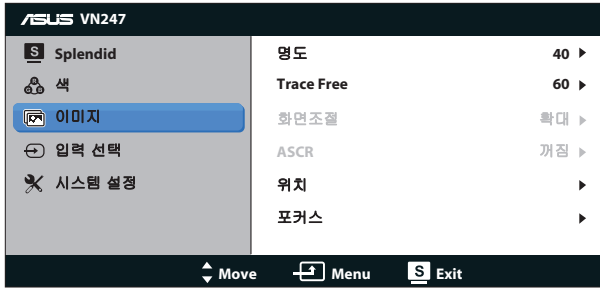 ASUS VN247
S Splendid
색
이미지
입력 선택
시스템 설정
명도 40
Trace Free 60
화면조절 확대
ASCR 꺼짐
위치
포커스
Move Menu S Exit